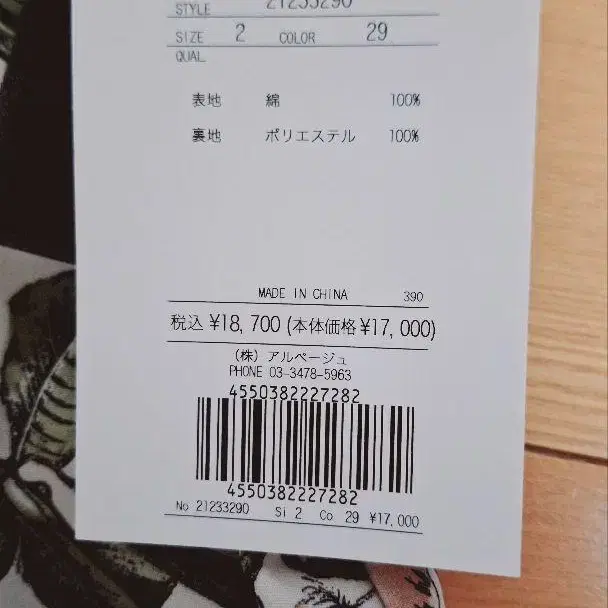 STYLE 21233290
SIZE 2 COLOR 29
QUAL
表地 綿 100%
裏地 ポリエステル 100%
MADE IN CHINA 390
税込 ¥18,700 (本体価格 ¥17,000)
(株) アルページュ
PHONE 03-3478-5963
4550382227282
4550382227282
No 21233290 Si 2 Co 29 ¥17,000